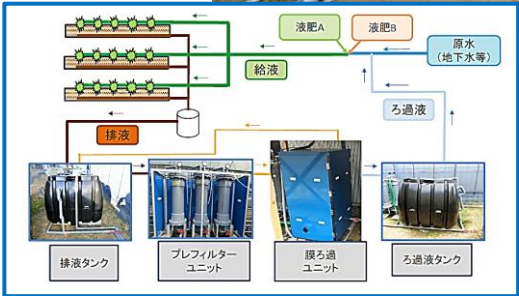 液肥A
液肥B
原水
(地下水等)
給液
ろ過液
排液
排液タンク
プレフィルター
ユニット
膜ろ過
ユニット
ろ過液タンク